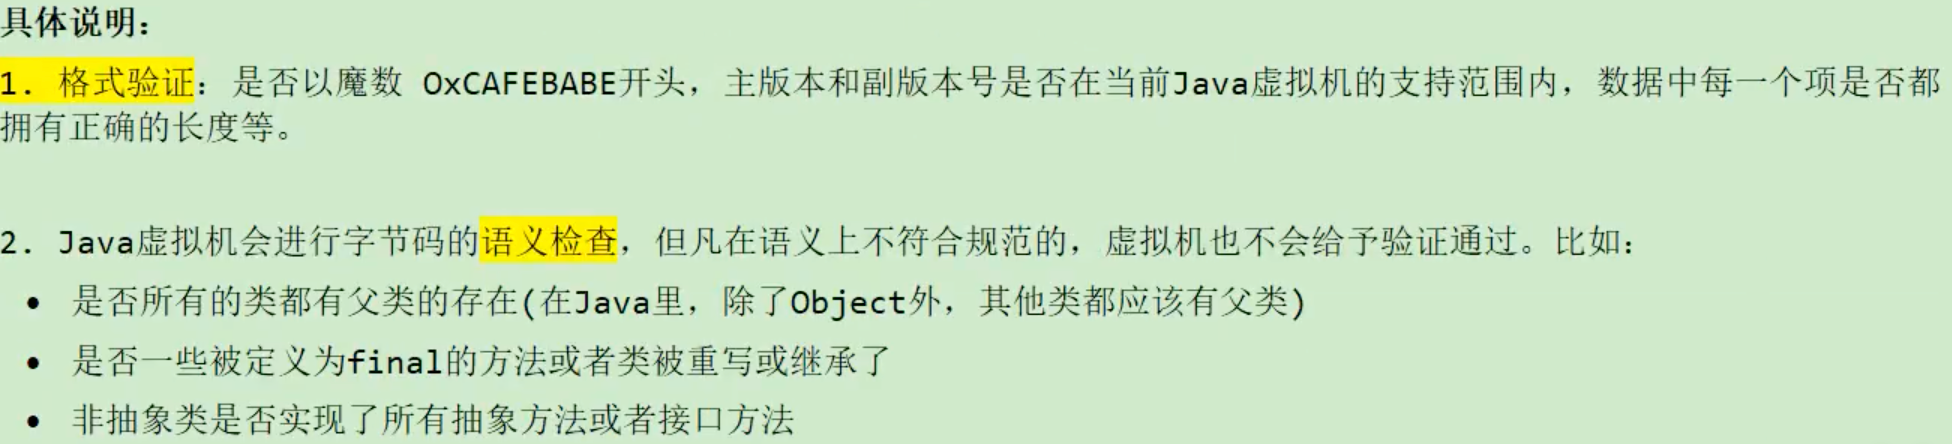 具体说明:
1. 格式验证: 是否以魔数 0xCAFEBABE开头, 主版本和副版本号是否在当前Java虚拟机的支持范围内, 数据中每一个项是否都
拥有正确的长度等。
2. Java虚拟机会进行字节码的语义检查, 但凡在语义上不符合规范的, 虚拟机也不会给予验证通过。比如:
• 是否所有的类都有父类的存在(在Java里, 除了Object外, 其他类都应该有父类)
• 是否一些被定义为final的方法或者类被重写或继承了
• 非抽象类是否实现了所有抽象方法或者接口方法